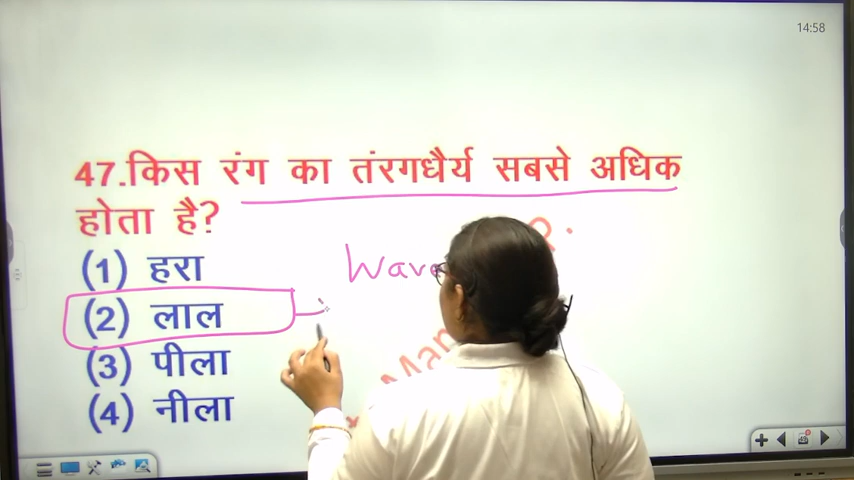 14:58
47.किस रंग का तंरगधैर्य सबसे अधिक
होता है?
(1) हरा
(2) लाल
(3) पीला
(4) नीला